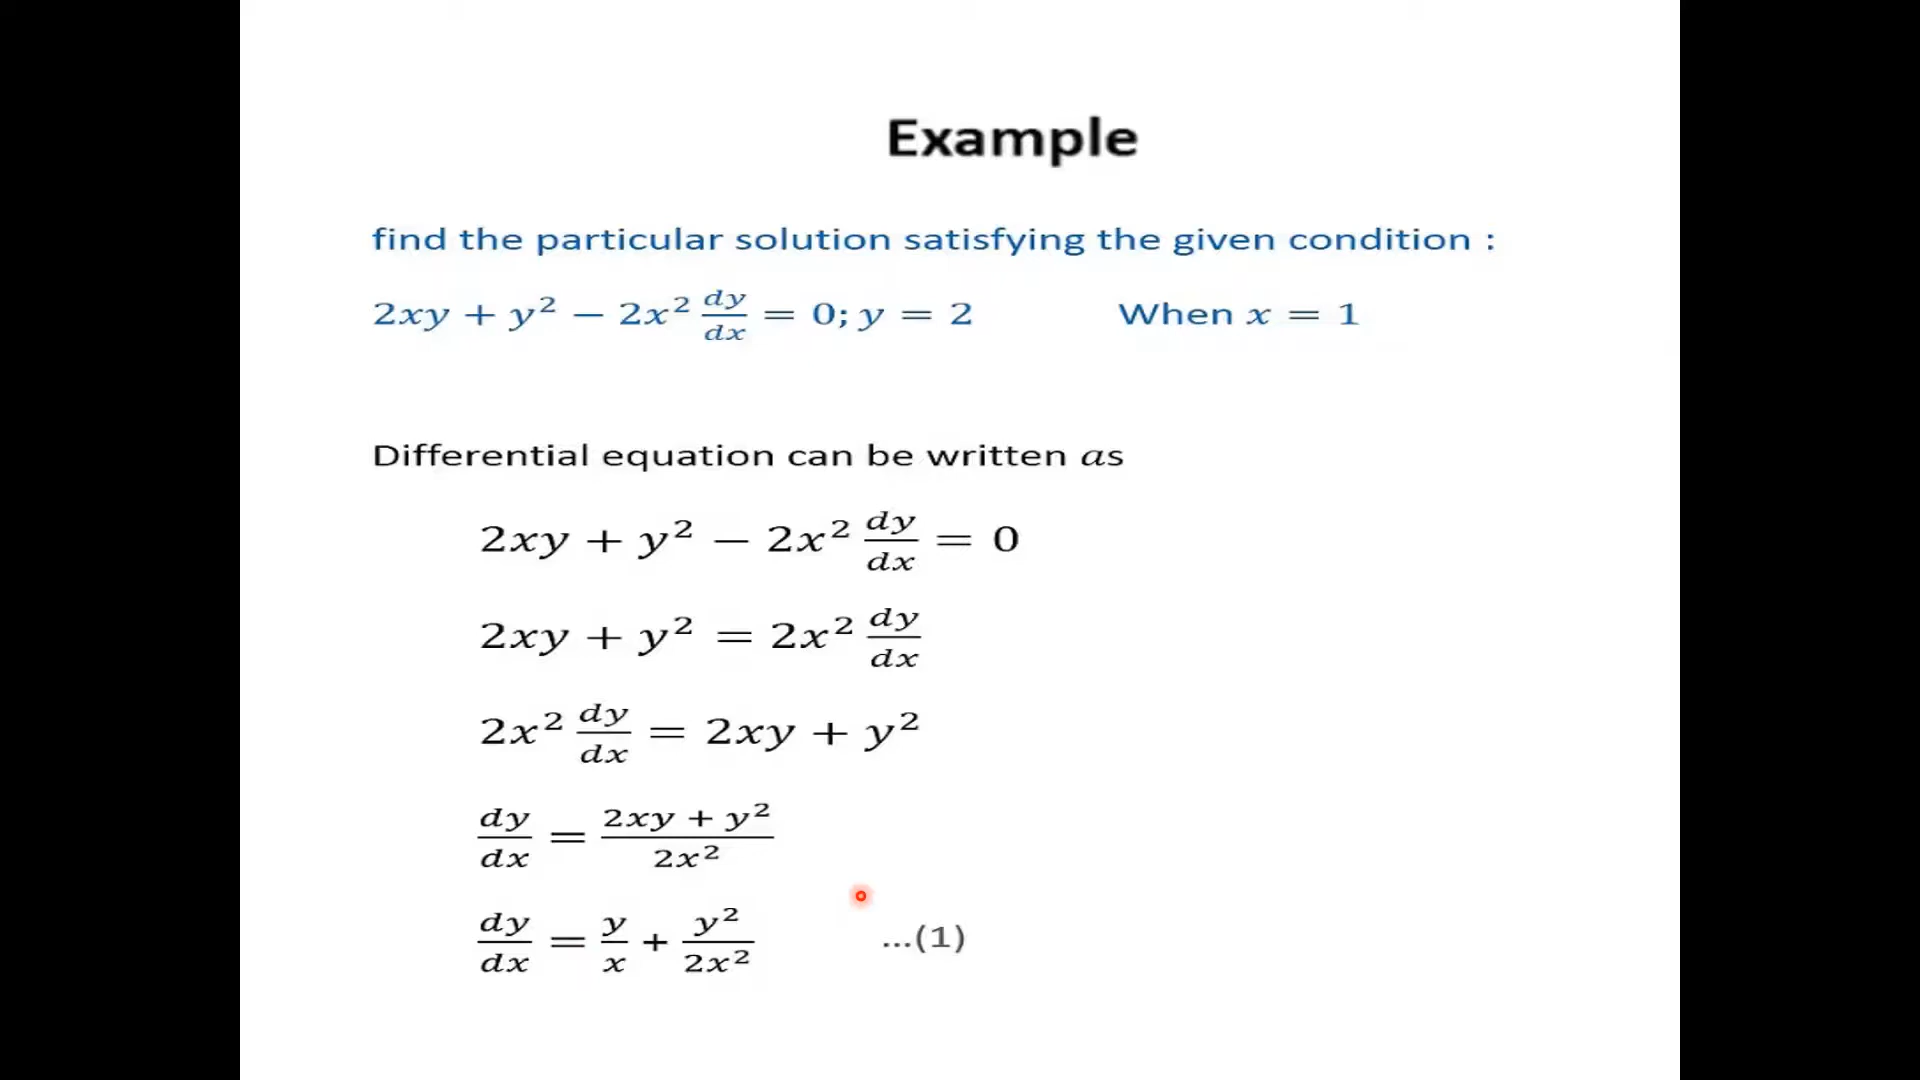 Example
find the particular solution satisfying the given condition :
2xy + y² − 2x² dy/dx = 0; y = 2 When x = 1
Differential equation can be written as
2xy + y² − 2x² dy/dx = 0
2xy + y² = 2x² dy/dx
2x² dy/dx = 2xy + y²
dy/dx = (2xy + y²)/(2x²)
dy/dx = y/x + y²/(2x²) ...(1)